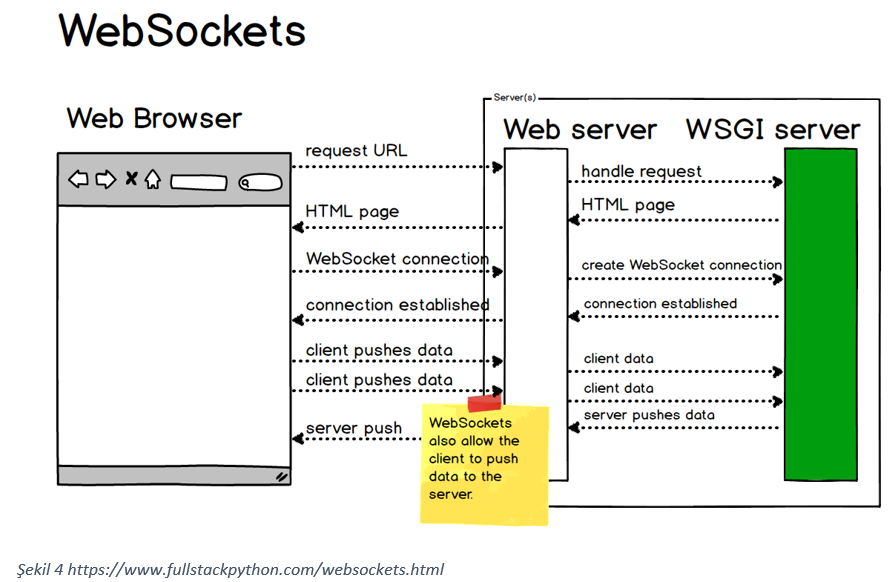 WebSockets
Server(s)
Web Browser
Web server
WSGI server
request URL
handle request
HTML page
HTML page
WebSocket connection
create WebSocket connection
connection established
connection established
client pushes data
client data
client pushes data
client data
server push
server pushes data
WebSockets
also allow the
client to push
data to the
server.
Şekil 4 https://www.fullstackpython.com/websockets.html